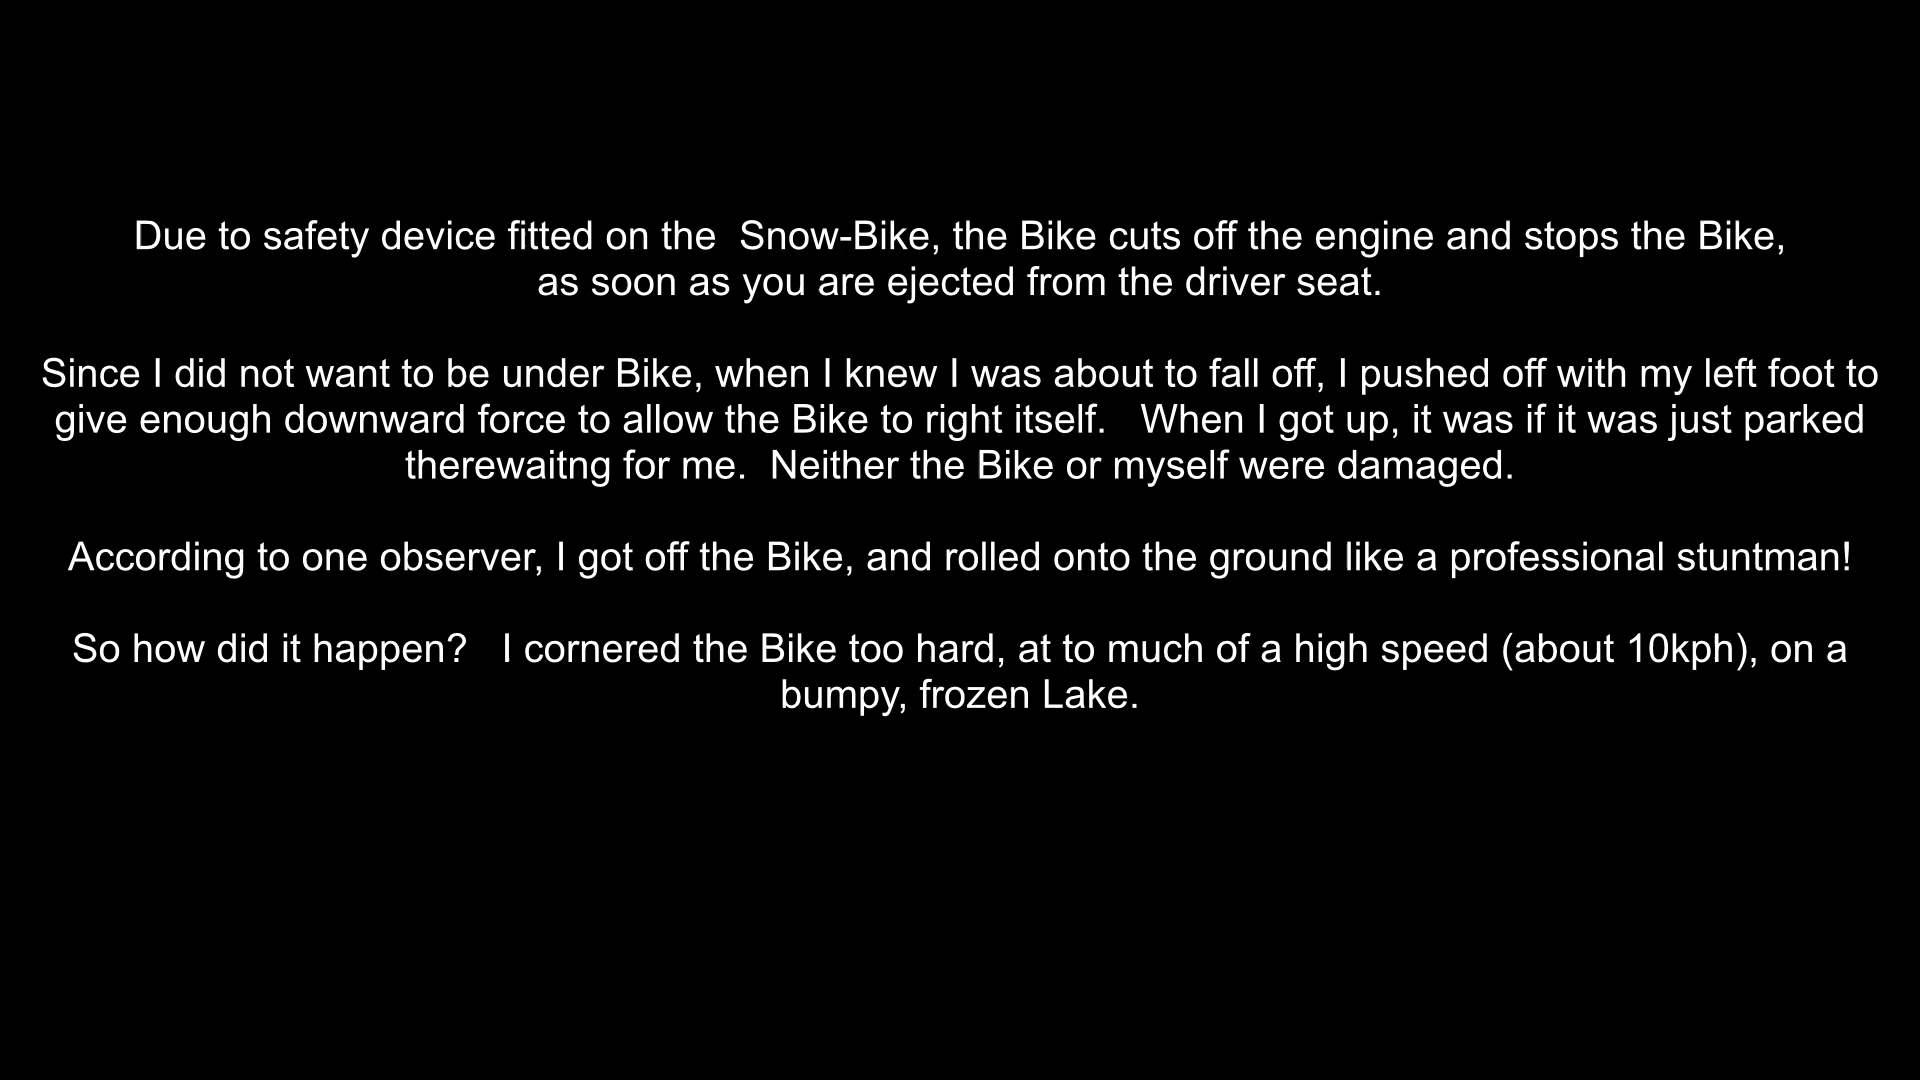 Due to safety device fitted on the  Snow-Bike, the Bike cuts off the engine and stops the Bike,
as soon as you are ejected from the driver seat.
Since I did not want to be under Bike, when I knew I was about to fall off, I pushed off with my left foot to
give enough downward force to allow the Bike to right itself.   When I got up, it was if it was just parked
therewaitng for me.  Neither the Bike or myself were damaged.
According to one observer, I got off the Bike, and rolled onto the ground like a professional stuntman!
So how did it happen?   I cornered the Bike too hard, at to much of a high speed (about 10kph), on a
bumpy, frozen Lake.